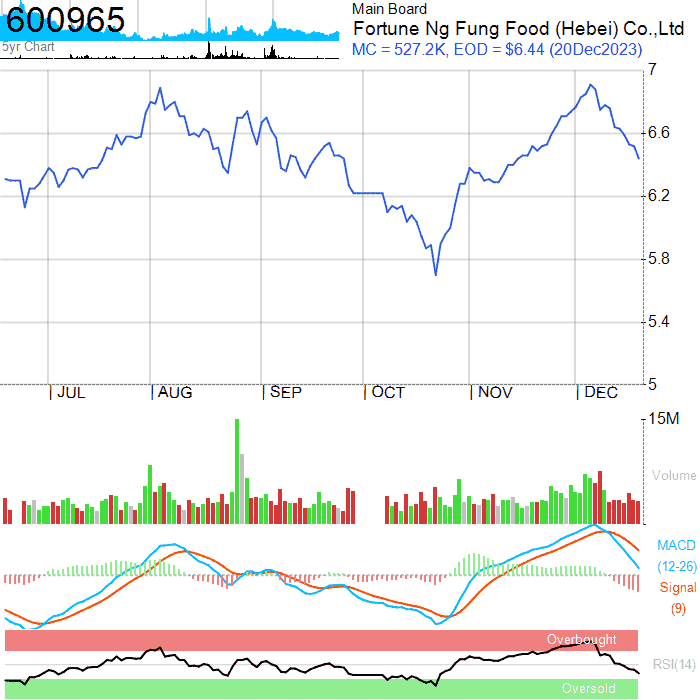 600965
5yr Chart
Main Board
Fortune Ng Fung Food (Hebei) Co.,Ltd
MC = 527.2K, EOD = $6.44 (20Dec2023)
7
6.6
6.2
5.8
5.4
5
JUL
AUG
SEP
OCT
NOV
DEC
15M
Volume
MACD
(12-26)
Signal
(9)
Overbought
RSI(14)
Oversold